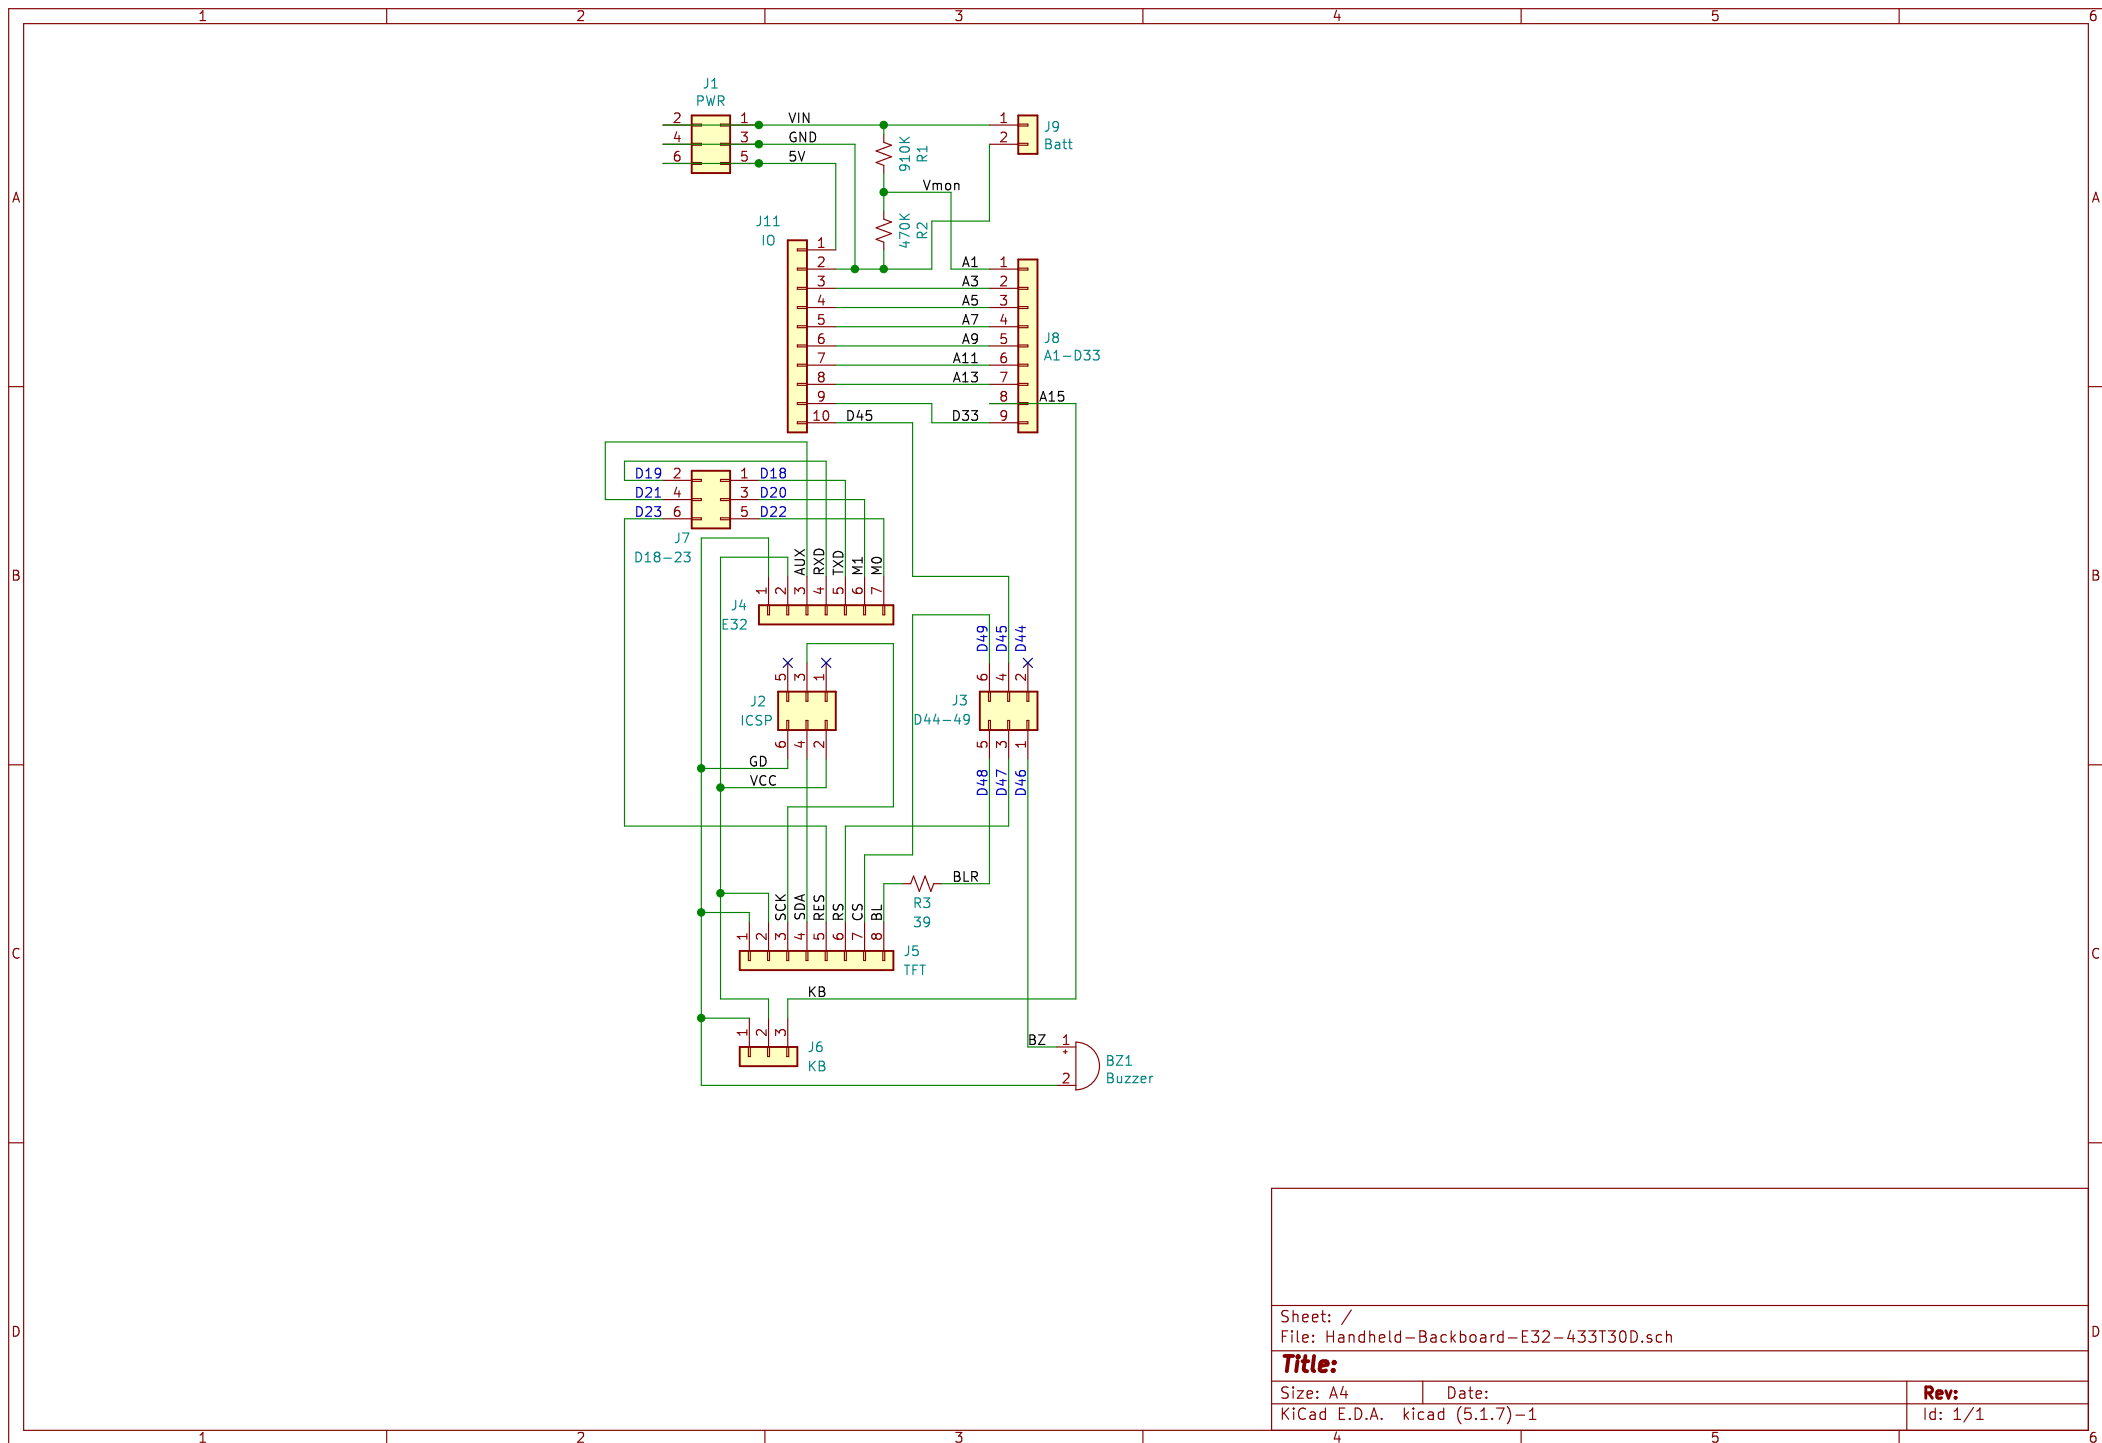 1 2 3 4 5 6
J1
PWR
2 1 VIN
4 3 GND
6 5 5V
1 J9
2 Batt
910K R1
Vmon
470K R2
J11
IO
1
2 A1 1
3 A3 2
4 A5 3
5 A7 4
6 A9 5
7 A11 6
8 A13 7
9 8 A15
10 D45 D33 9
J8
A1-D33
A A
D19 2 1 D18
D21 4 3 D20
D23 6 5 D22
J7
D18-23
AUX RXD TXD M1 M0
1 2 3 4 5 6 7
J4
E32
B B
D49 D45 D44
5 3 1
6 4 2
J2
ICSP
J3
D44-49
6 4 2
5 3 1
GD
VCC
D48 D47 D46
BLR
R3
39
SCK SDA RES RS CS BL
1 2 3 4 5 6 7 8
J5
TFT
C C
KB
1 2 3
J6
KB
BZ 1
+
2
BZ1
Buzzer
D D
Sheet: /
File: Handheld-Backboard-E32-433T30D.sch
Title:
Size: A4 Date: Rev:
KiCad E.D.A. kicad (5.1.7)-1 Id: 1/1
1 2 3 4 5 6